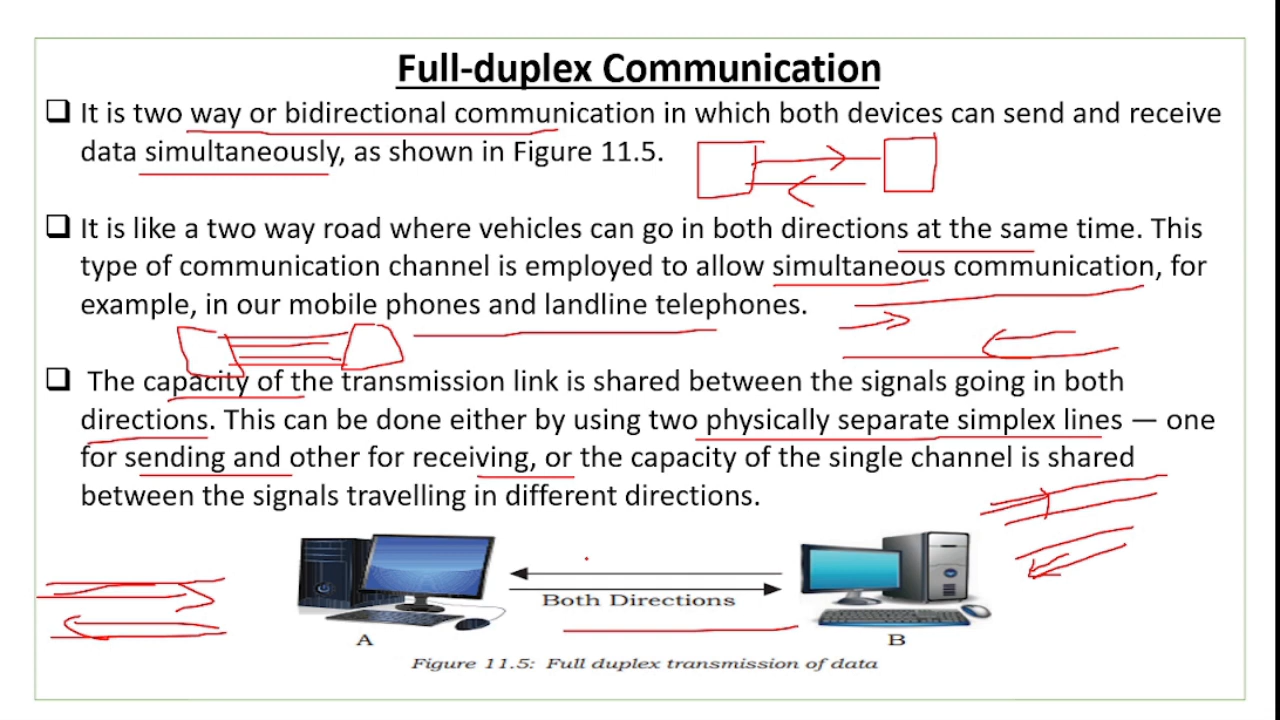 Full-duplex Communication
❑ It is two way or bidirectional communication in which both devices can send and receive
data simultaneously, as shown in Figure 11.5.
❑ It is like a two way road where vehicles can go in both directions at the same time. This
type of communication channel is employed to allow simultaneous communication, for
example, in our mobile phones and landline telephones.
❑ The capacity of the transmission link is shared between the signals going in both
directions. This can be done either by using two physically separate simplex lines — one
for sending and other for receiving, or the capacity of the single channel is shared
between the signals travelling in different directions.
Both Directions
A B
Figure 11.5: Full duplex transmission of data